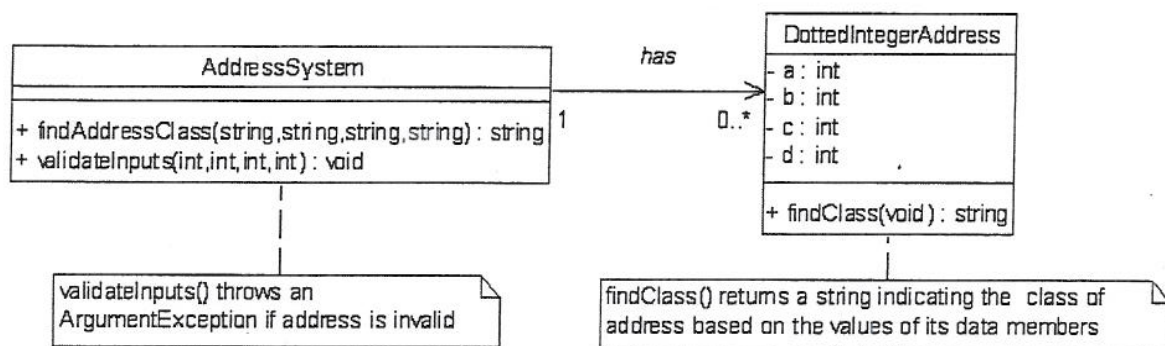 AddressSystem
+ findAddressClass(string,string,string,string) : string
+ validateInputs(int,int,int,int) : void
has
1
0..*
DottedIntegerAddress
- a : int
- b : int
- c : int
- d : int
+ findClass(void) : string
validateInputs() throws an
ArgumentException if address is invalid
findClass() returns a string indicating the class of
address based on the values of its data members